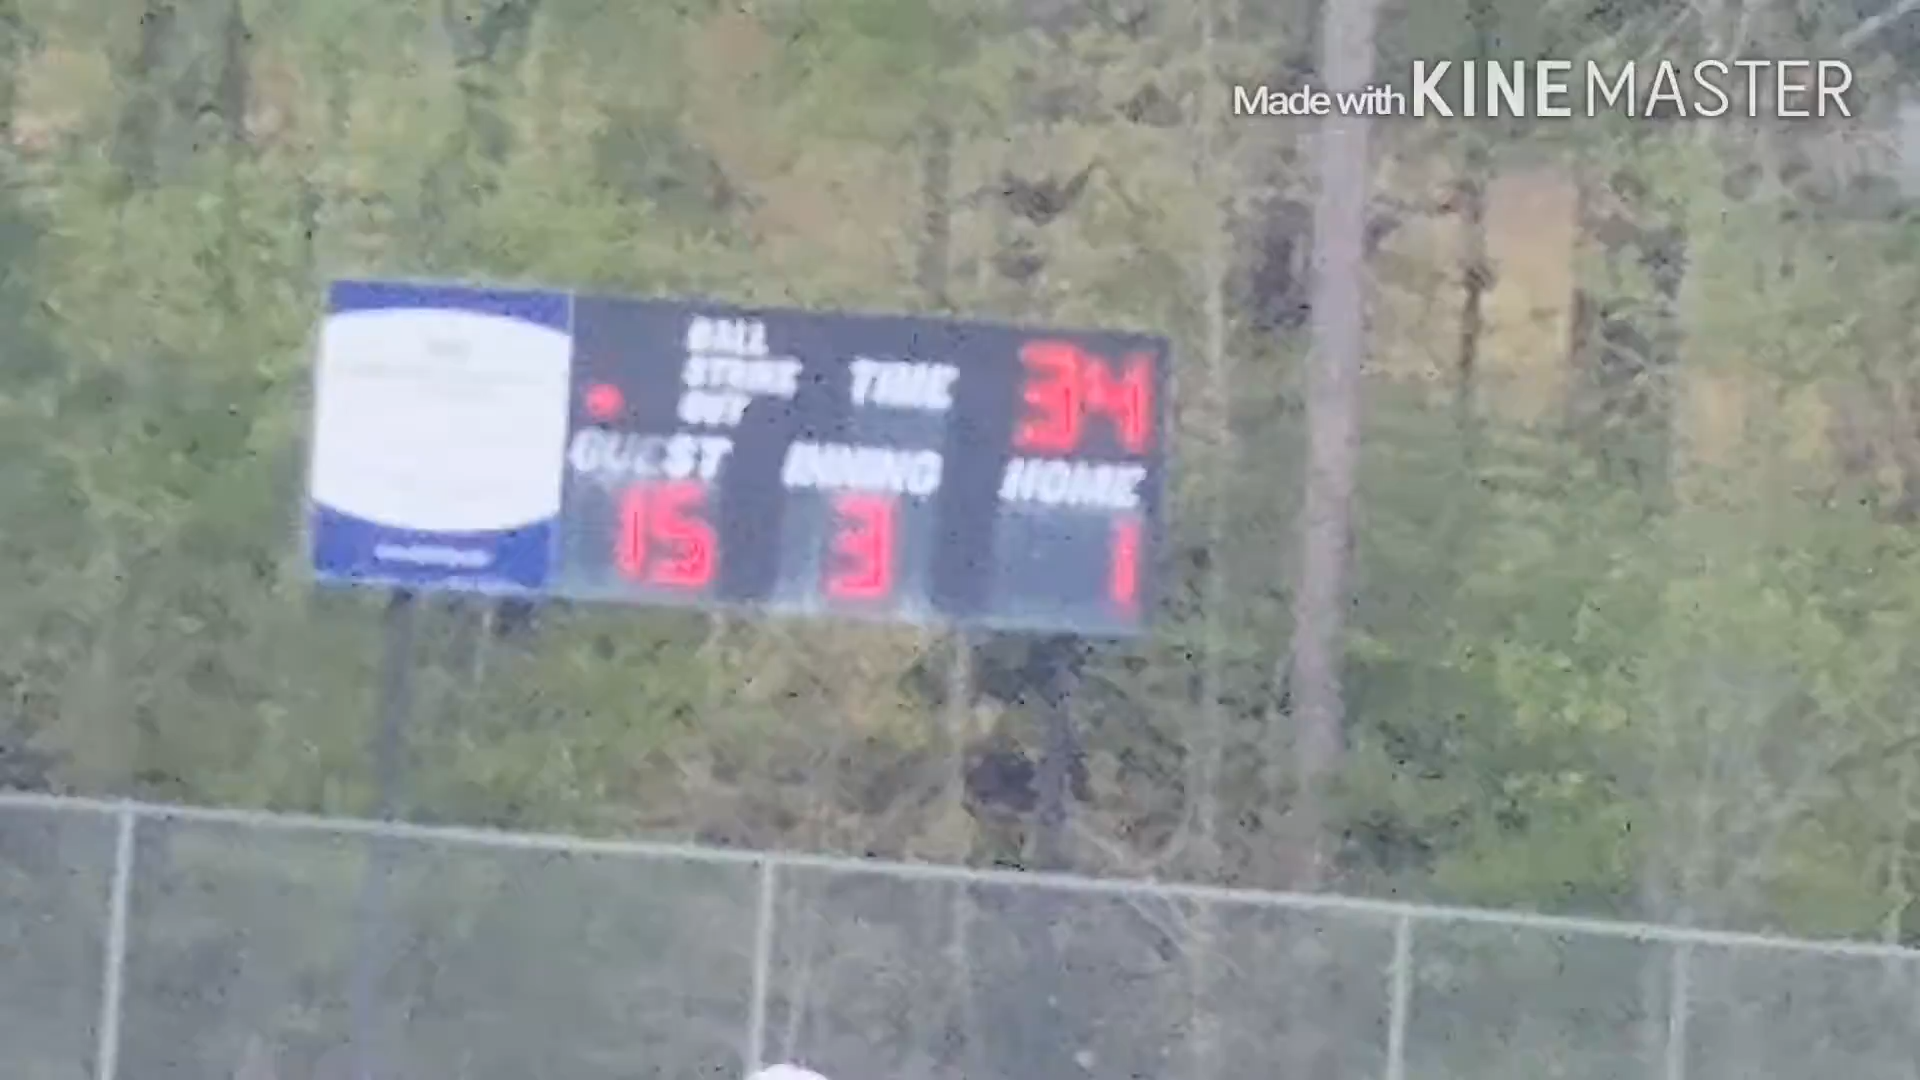 Made with KINEMASTER
BALL
STRIKE
OUT
TIME
34
GUEST
INNING
HOME
15
3
1